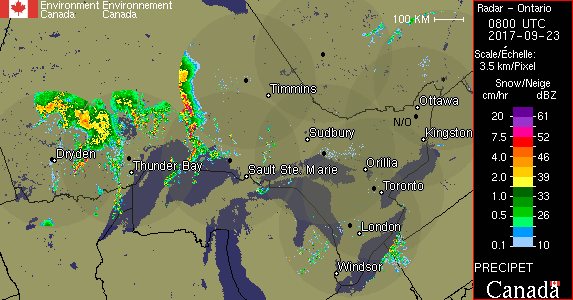 Environment Environnement
Canada Canada
100 KM
Timmins
Ottawa
N/O
Sudbury
Kingston
Dryden
Thunder Bay
Sault Ste. Marie
Orillia
Toronto
London
Windsor
Radar - Ontario
0800 UTC
2017-09-23
Scale/Échelle:
3.5 km/Pixel
Snow/Neige
cm/hr dBZ
20 61
7.5 57
5.0 52
4.0 46
2.0 39
1.0 33
0.5 26
0.1 10
PRECIPET
Canada